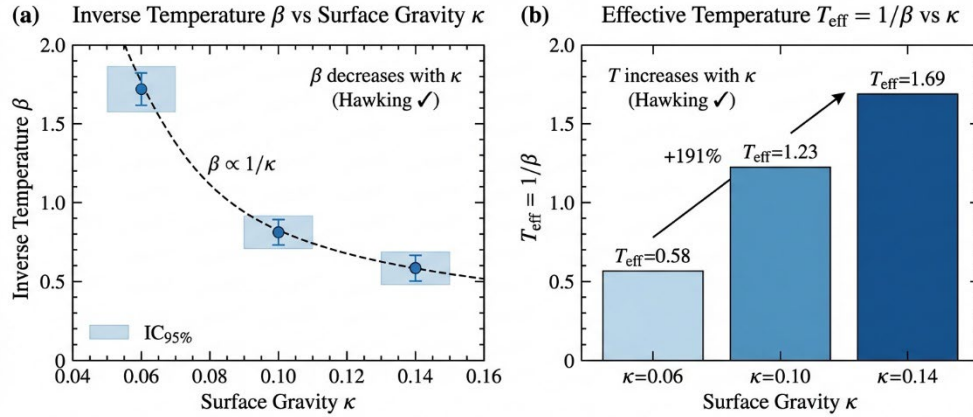 (a) Inverse Temperature β vs Surface Gravity κ
Inverse Temperature β
2.0
1.5
1.0
0.5
0
β decreases with κ
(Hawking ✓)
β ∝ 1/κ
IC95%
0.04 0.06 0.08 0.10 0.12 0.14 0.16
Surface Gravity κ
(b) Effective Temperature Teff = 1/β vs κ
Teff = 1/β
2.0
1.5
1.0
0.5
0
T increases with κ
(Hawking ✓)
Teff=1.69
+191%
Teff=1.23
Teff=0.58
κ=0.06 κ=0.10 κ=0.14
Surface Gravity κ